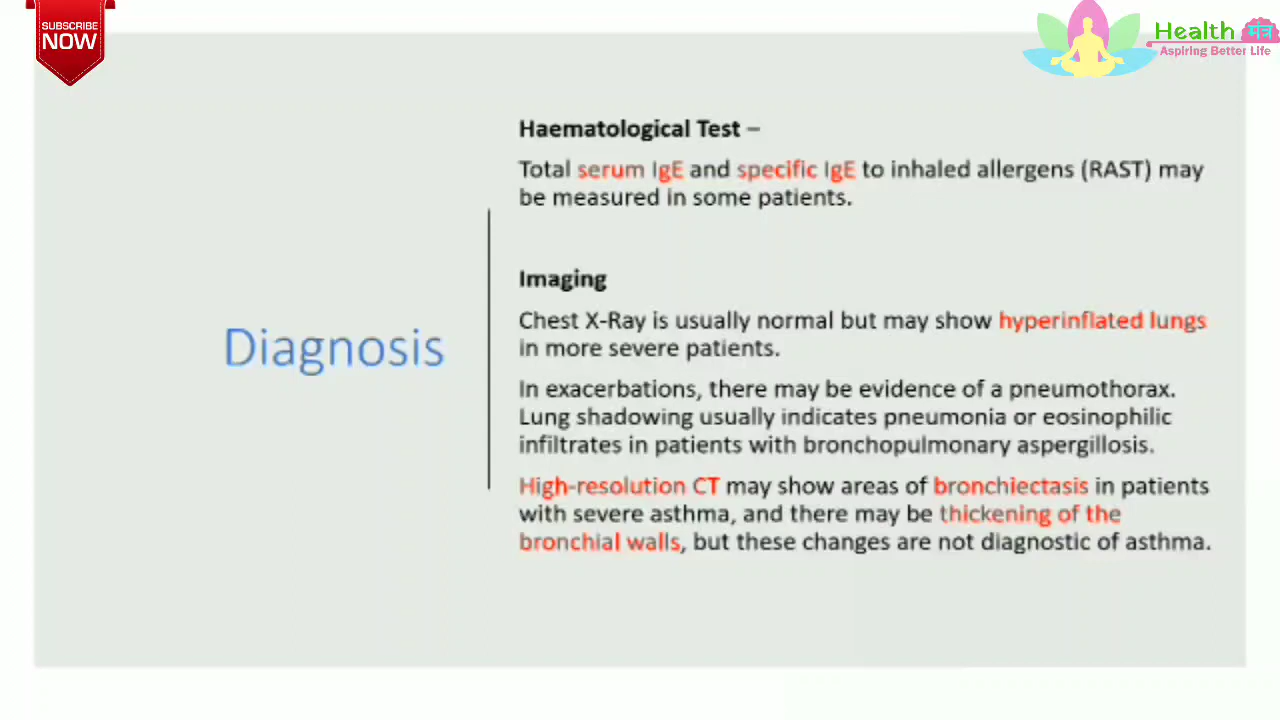 SUBSCRIBE
NOW
Health मंत्र
Aspiring Better Life
Haematological Test –
Total serum IgE and specific IgE to inhaled allergens (RAST) may
be measured in some patients.
Imaging
Chest X-Ray is usually normal but may show hyperinflated lungs
in more severe patients.
In exacerbations, there may be evidence of a pneumothorax.
Lung shadowing usually indicates pneumonia or eosinophilic
infiltrates in patients with bronchopulmonary aspergillosis.
High-resolution CT may show areas of bronchiectasis in patients
with severe asthma, and there may be thickening of the
bronchial walls, but these changes are not diagnostic of asthma.
Diagnosis